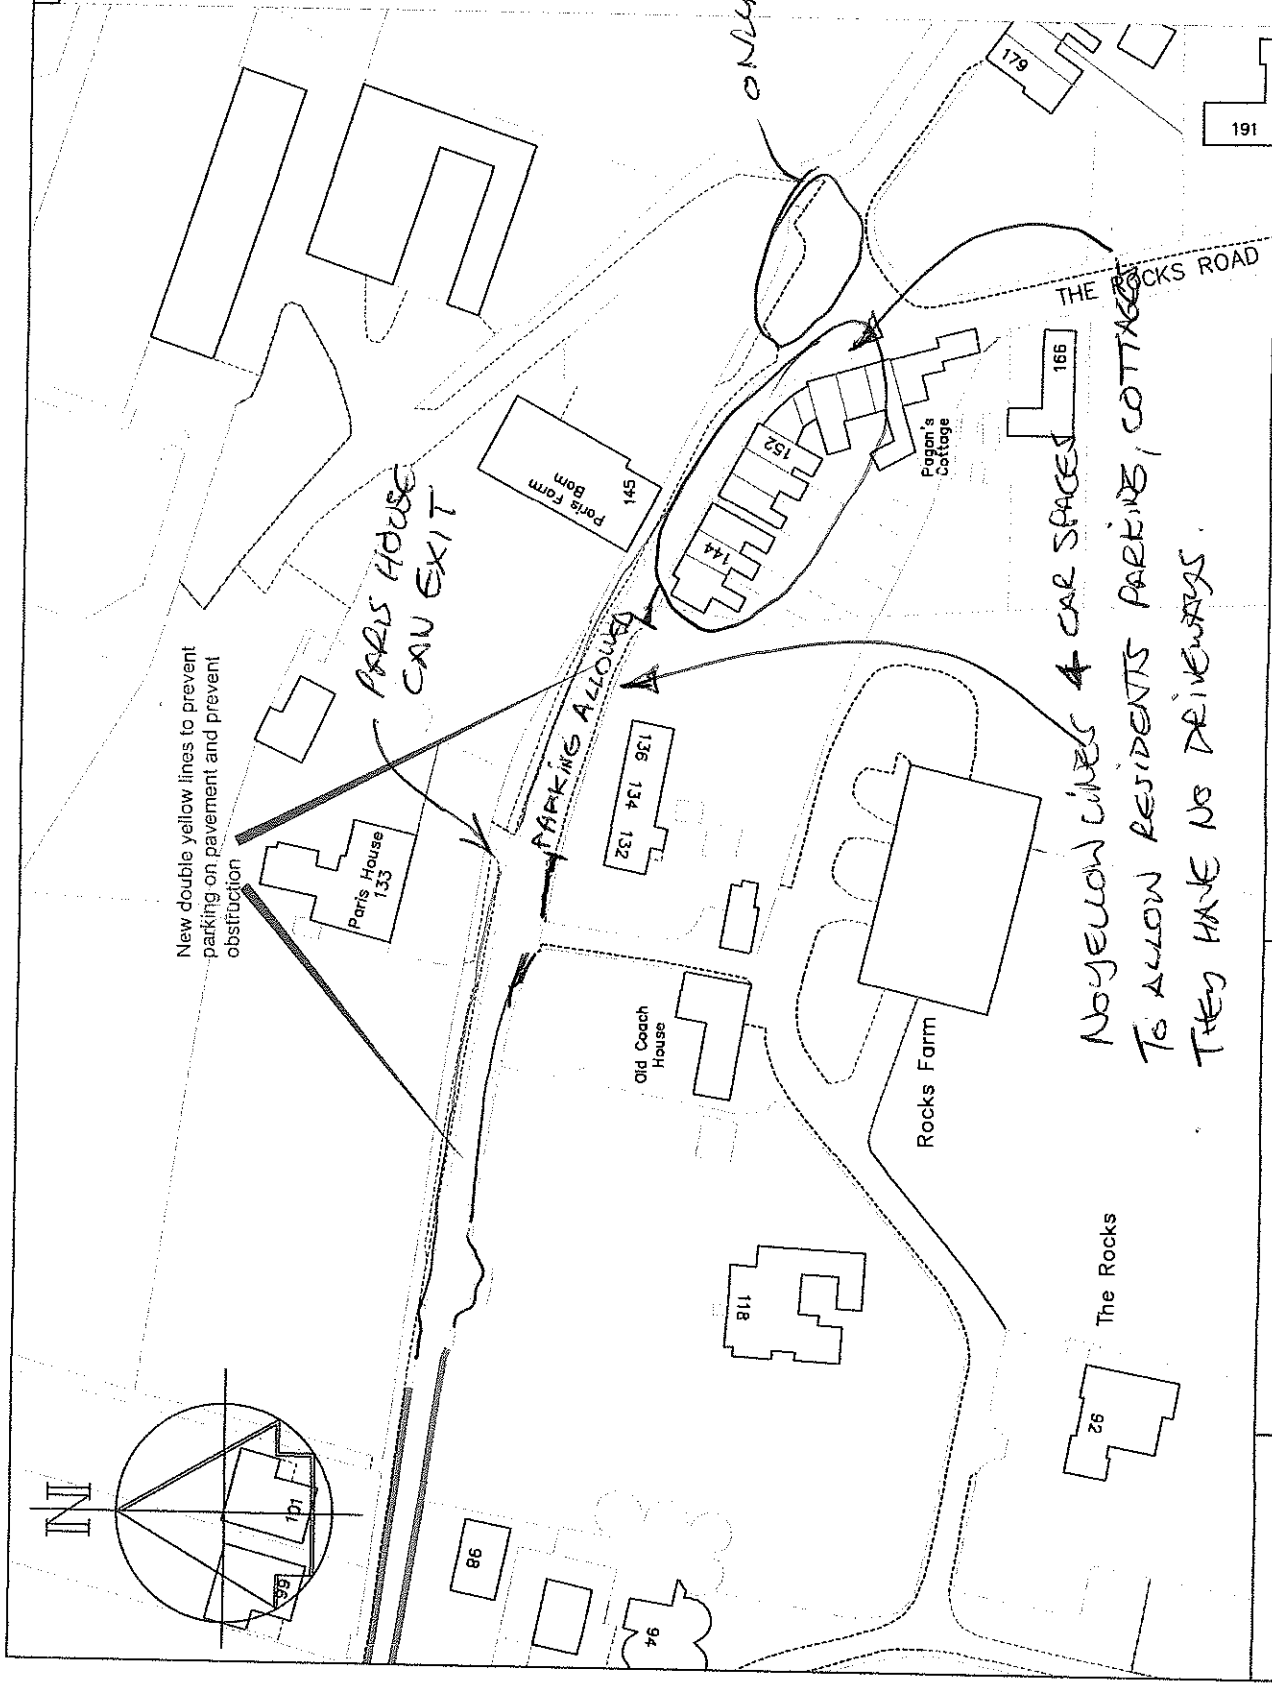 New double yellow lines to prevent
parking on pavement and prevent
obstruction
PARIS HOUSE
CAN EXIT
PARKING ALLOWED
NO YELLOW LINES 4 CAR SPACES
TO ALLOW RESIDENTS PARKING, COTTAGES
THEY HAVE NO DRIVEWAYS.
N
99
101
98
94
Paris House
133
Paris Farm
Barn
145
132 134 136
144
152
Pagan's
Cottage
166
THE ROCKS ROAD
179
191
Old Coach
House
118
Rocks Farm
The Rocks
92